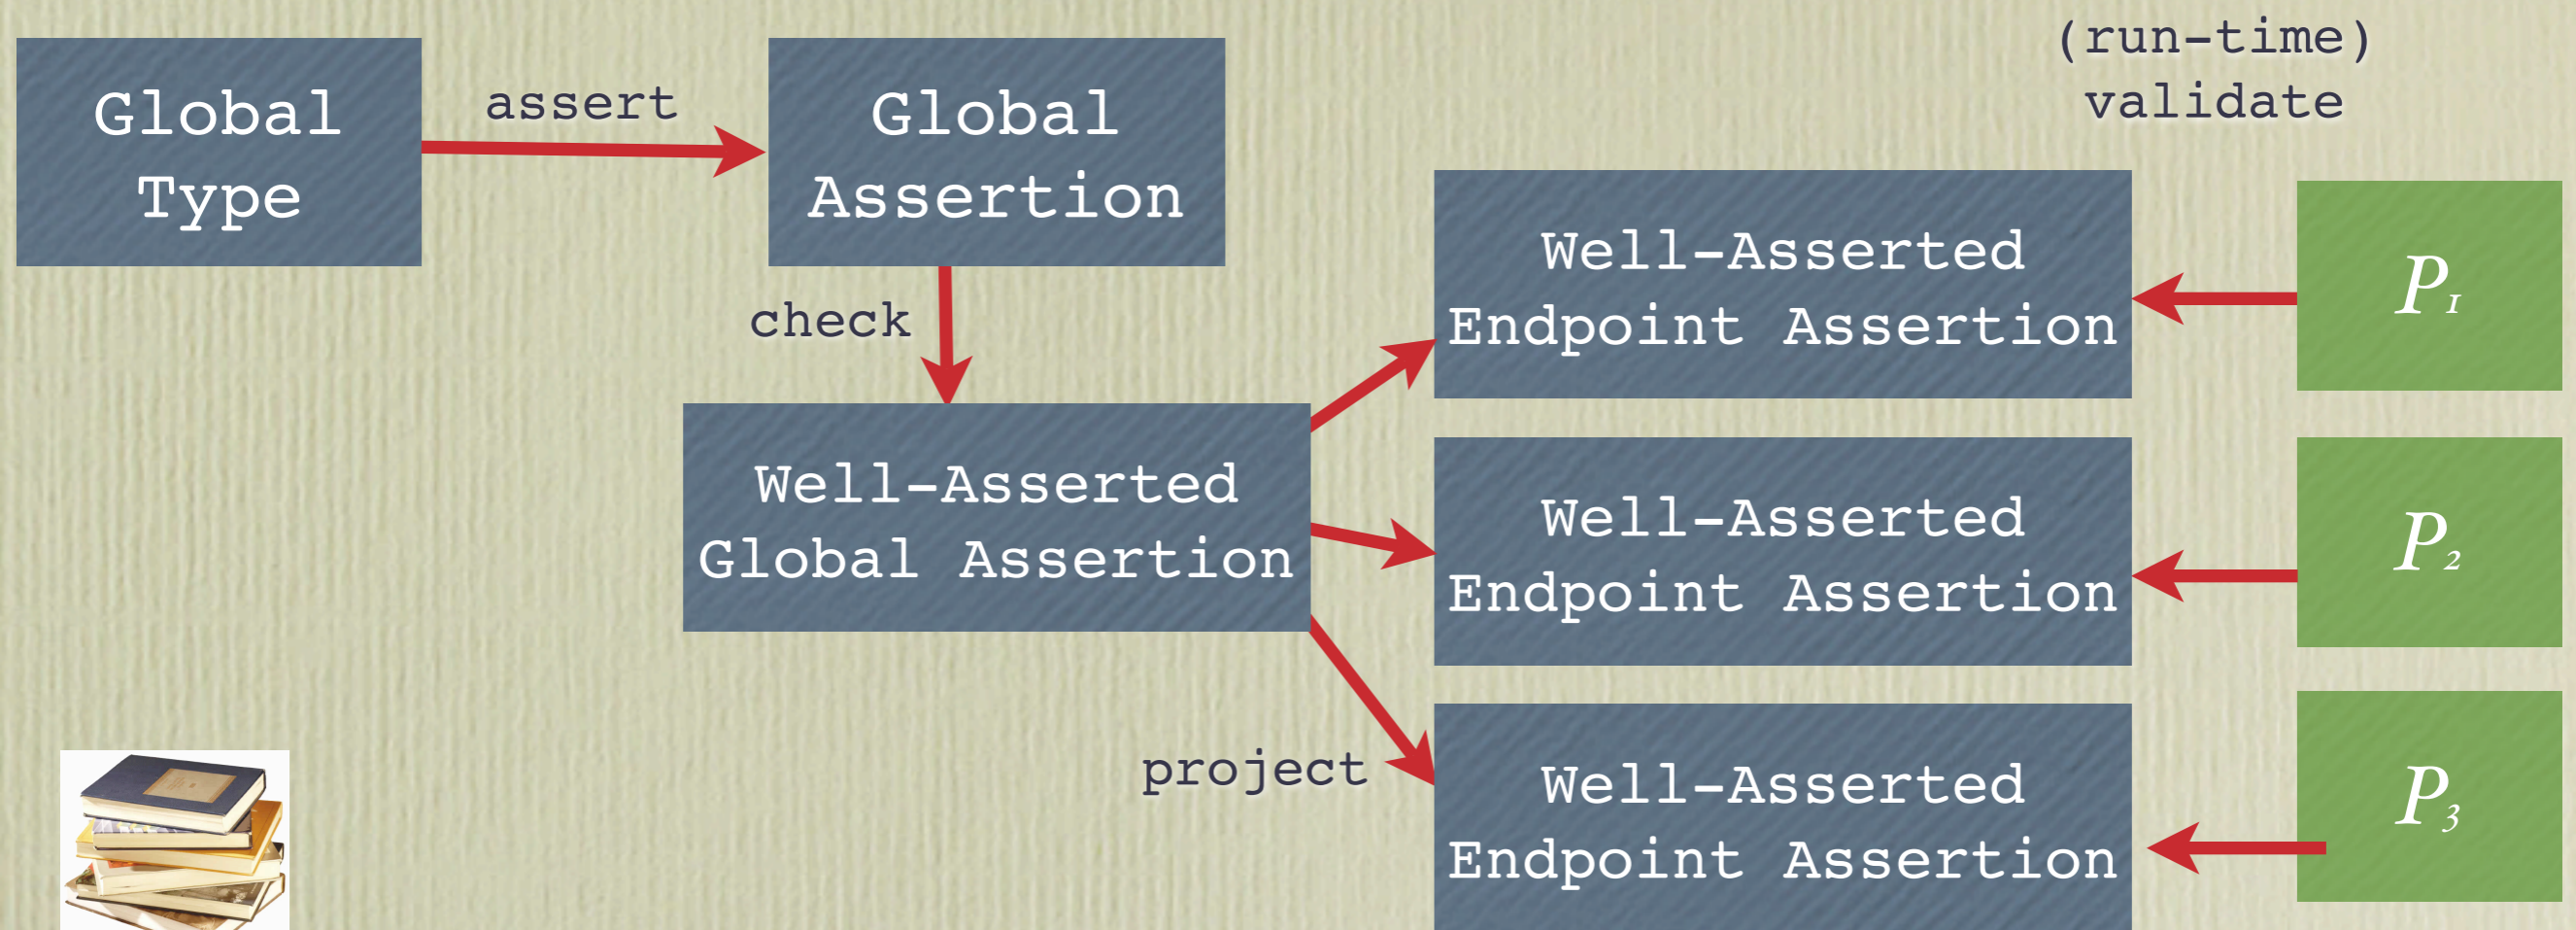 Global
Type
assert
Global
Assertion
check
Well-Asserted
Global Assertion
project
(run-time)
validate
Well-Asserted
Endpoint Assertion
P₁
Well-Asserted
Endpoint Assertion
P₂
Well-Asserted
Endpoint Assertion
P₃